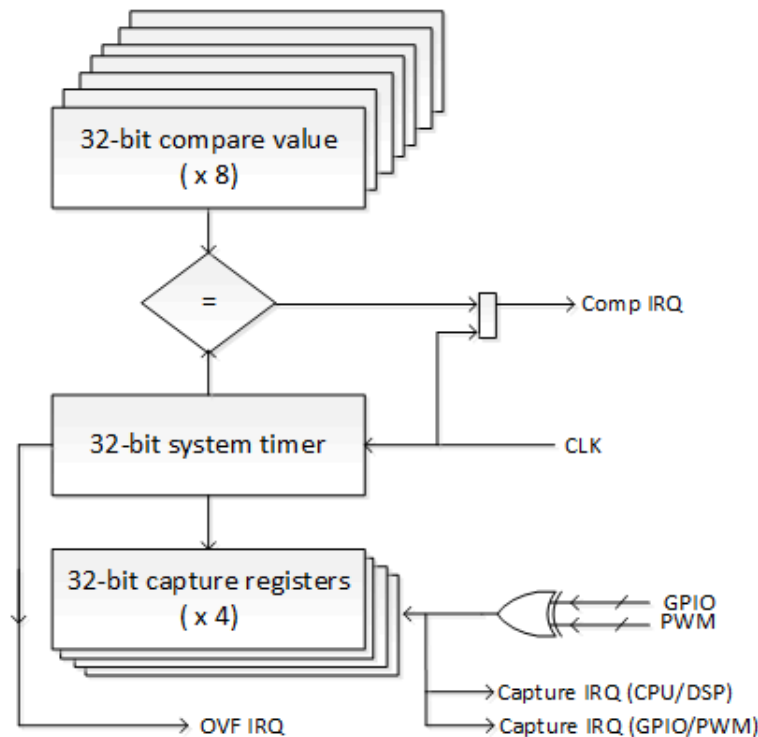 32-bit compare value
( x 8)
=
Comp IRQ
32-bit system timer
CLK
32-bit capture registers
( x 4)
GPIO
PWM
Capture IRQ (CPU/DSP)
OVF IRQ
Capture IRQ (GPIO/PWM)